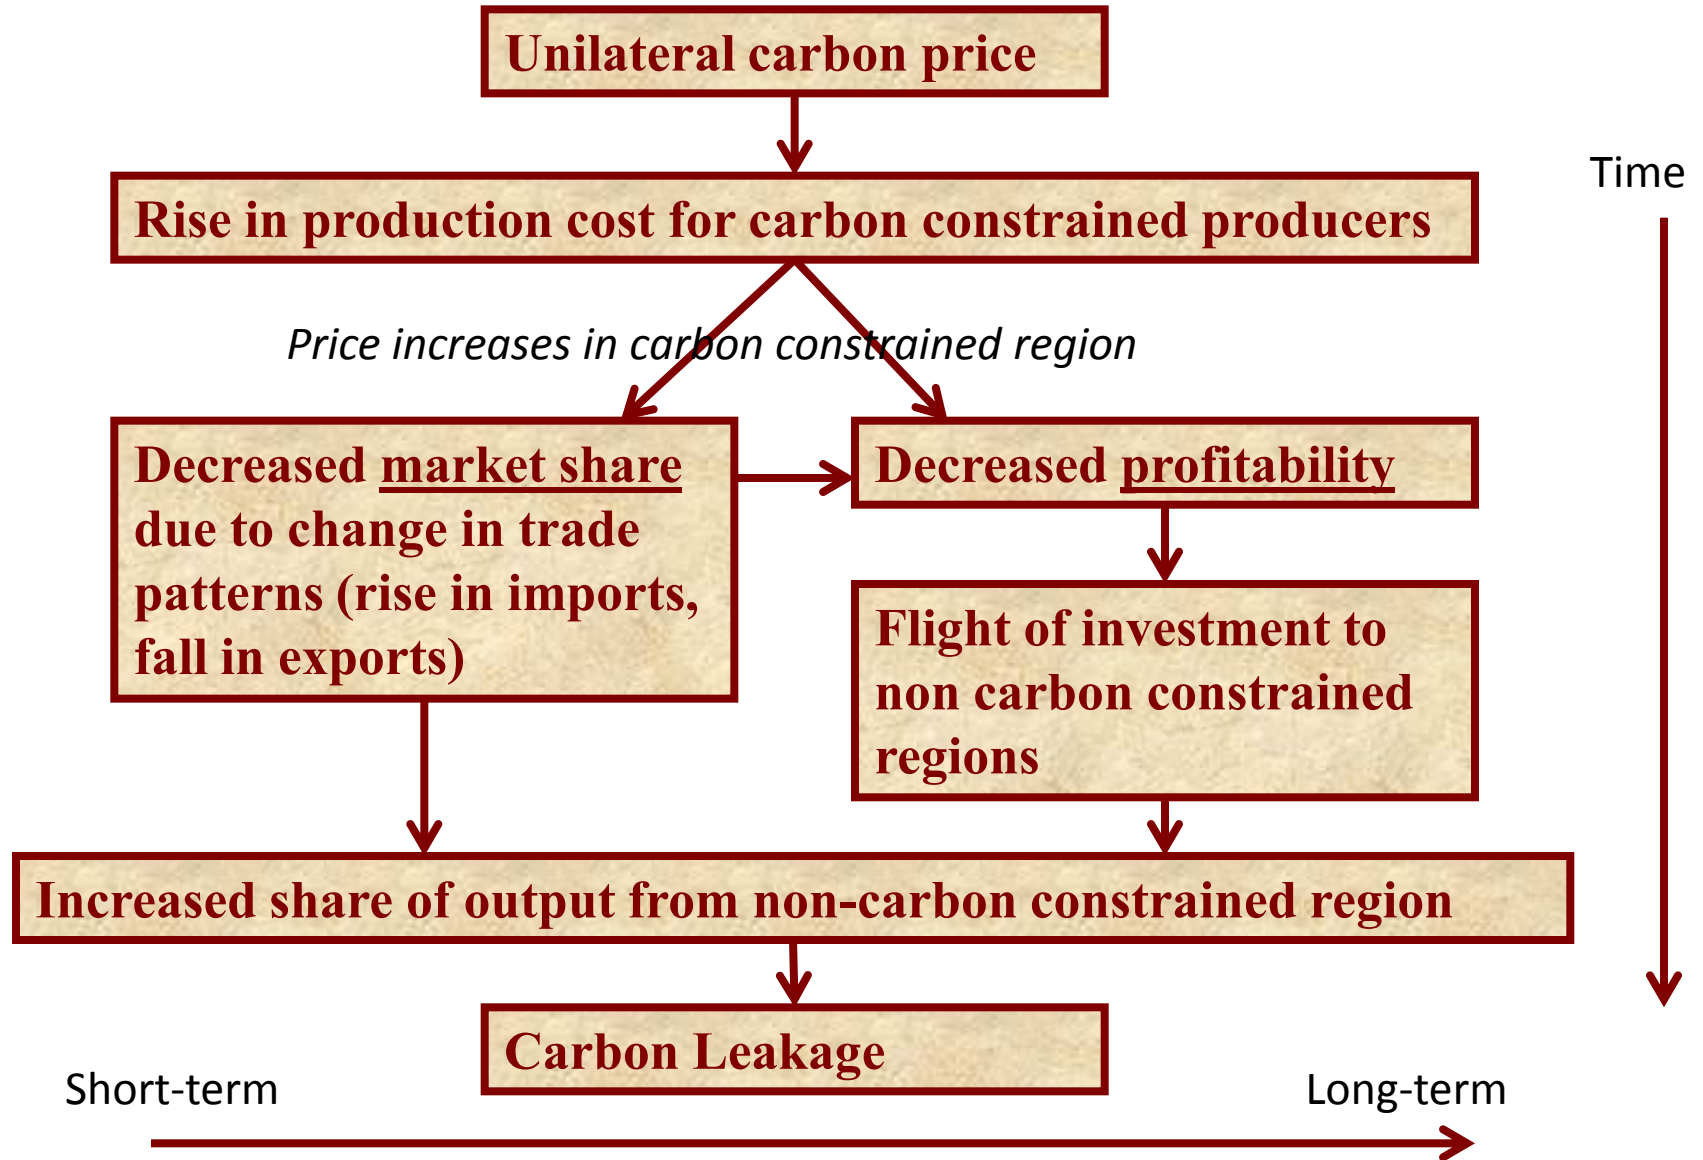 Unilateral carbon price
Time
Rise in production cost for carbon constrained producers
Price increases in carbon constrained region
Decreased market share
due to change in trade
patterns (rise in imports,
fall in exports)
Decreased profitability
Flight of investment to
non carbon constrained
regions
Increased share of output from non-carbon constrained region
Carbon Leakage
Short-term
Long-term